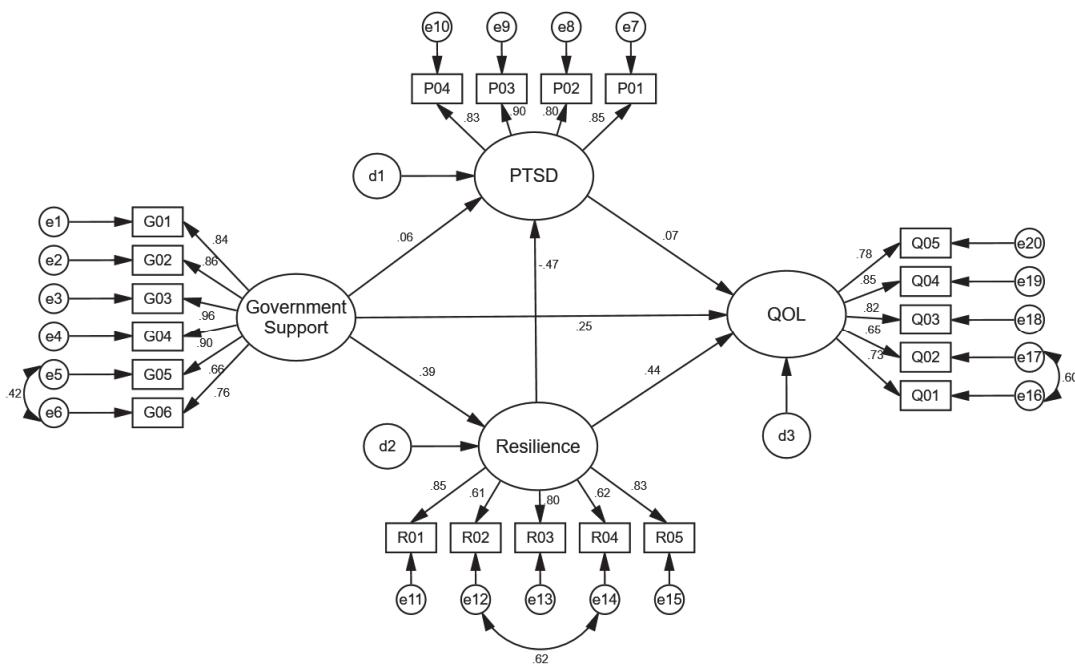 e10 e9 e8 e7
P04 P03 P02 P01
.83 .90 .80 .85
d1 PTSD
e1 G01
.84
e2 G02
.86
e3 G03
.96
e4 G04
.90
e5 G05
.66
e6 G06
.76
.42
Government
Support
.06
-.47
.07
.25
.39
.44
QOL
.78 Q05 e20
.85 Q04 e19
.82 Q03 e18
.65 Q02 e17
.73 Q01 e16
.60
d3
d2 Resilience
.85 .61 .80 .62 .83
R01 R02 R03 R04 R05
e11 e12 e13 e14 e15
.62